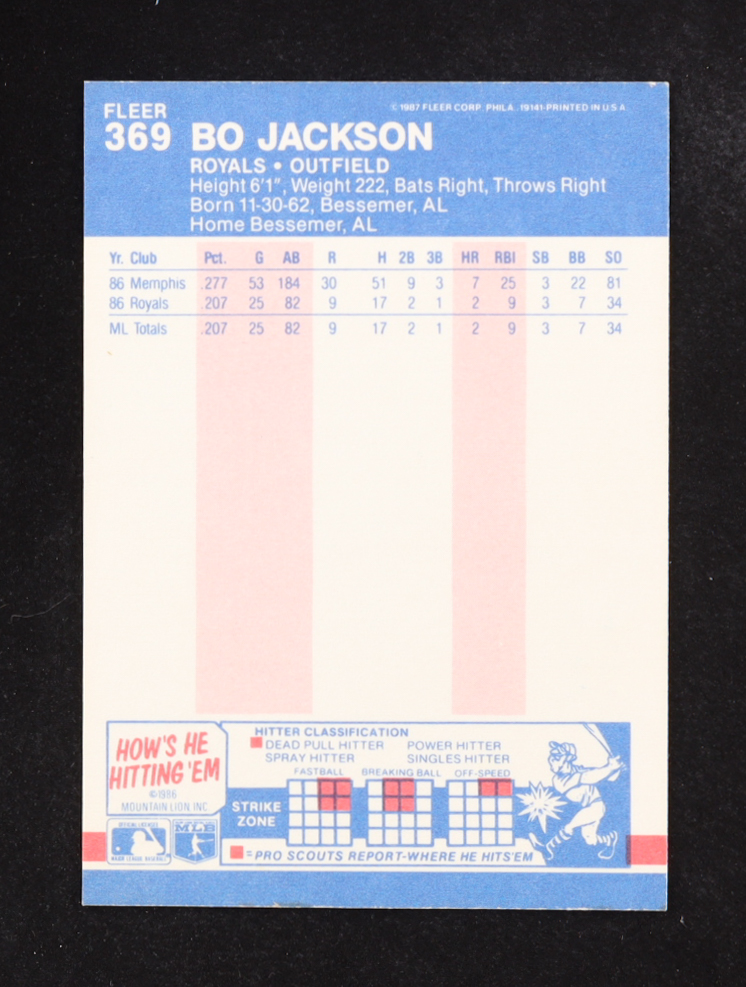 FLEER
© 1987 FLEER CORP. PHILA. 19141-PRINTED IN U.S.A.
369 BO JACKSON
ROYALS • OUTFIELD
Height 6'1", Weight 222, Bats Right, Throws Right
Born 11-30-62, Bessemer, AL
Home Bessemer, AL
Yr. Club Pct. G AB R H 2B 3B HR RBI SB BB SO
86 Memphis .277 53 184 30 51 9 3 7 25 3 22 81
86 Royals .207 25 82 9 17 2 1 2 9 3 7 34
ML Totals .207 25 82 9 17 2 1 2 9 3 7 34
HOW'S HE
HITTING 'EM
©1986
MOUNTAIN LION, INC
HITTER CLASSIFICATION
DEAD PULL HITTER POWER HITTER
SPRAY HITTER SINGLES HITTER
FASTBALL BREAKING BALL OFF-SPEED
STRIKE
ZONE
=PRO SCOUTS REPORT-WHERE HE HITS'EM
OFFICIAL LICENSEE
MAJOR LEAGUE BASEBALL
MLB